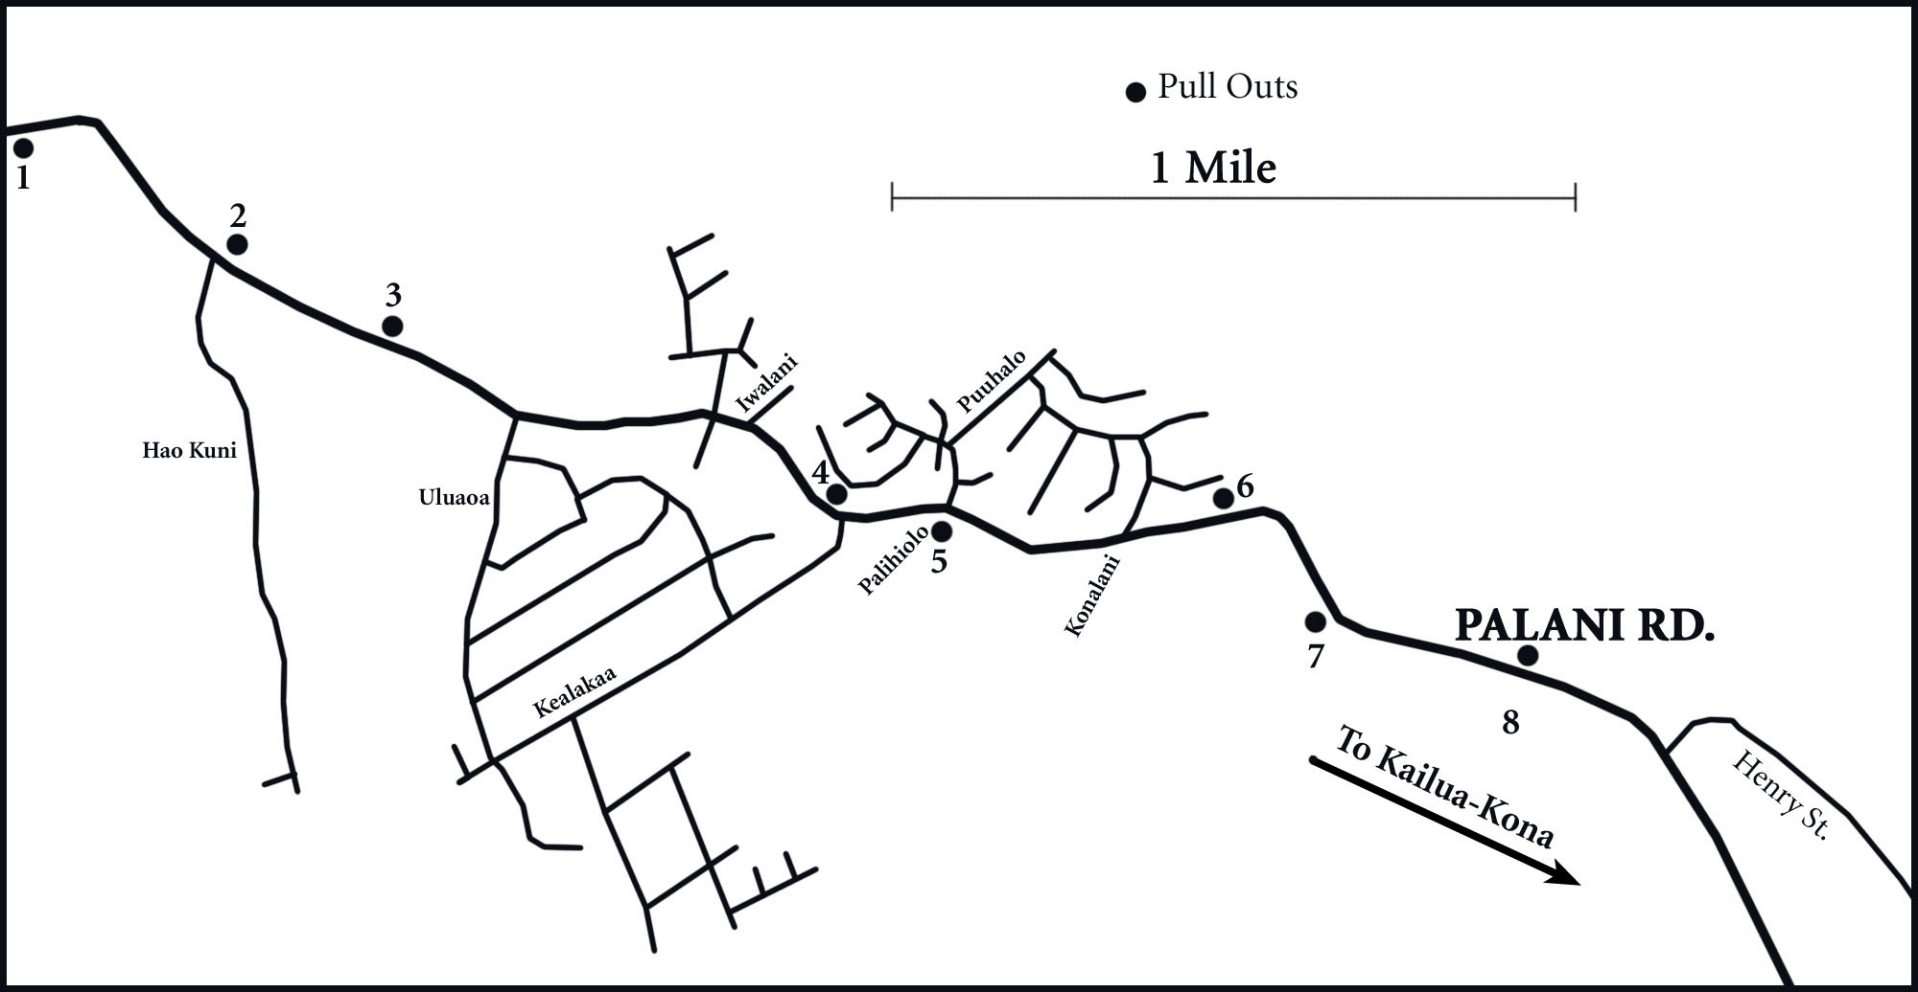 Pull Outs
1 Mile
1
2
3
Iwalani
Puuhalo
Hao Kuni
Uluaoa
4
6
Palihiolo
5
Konalani
PALANI RD.
7
Kealakaa
8
To Kailua-Kona
Henry St.